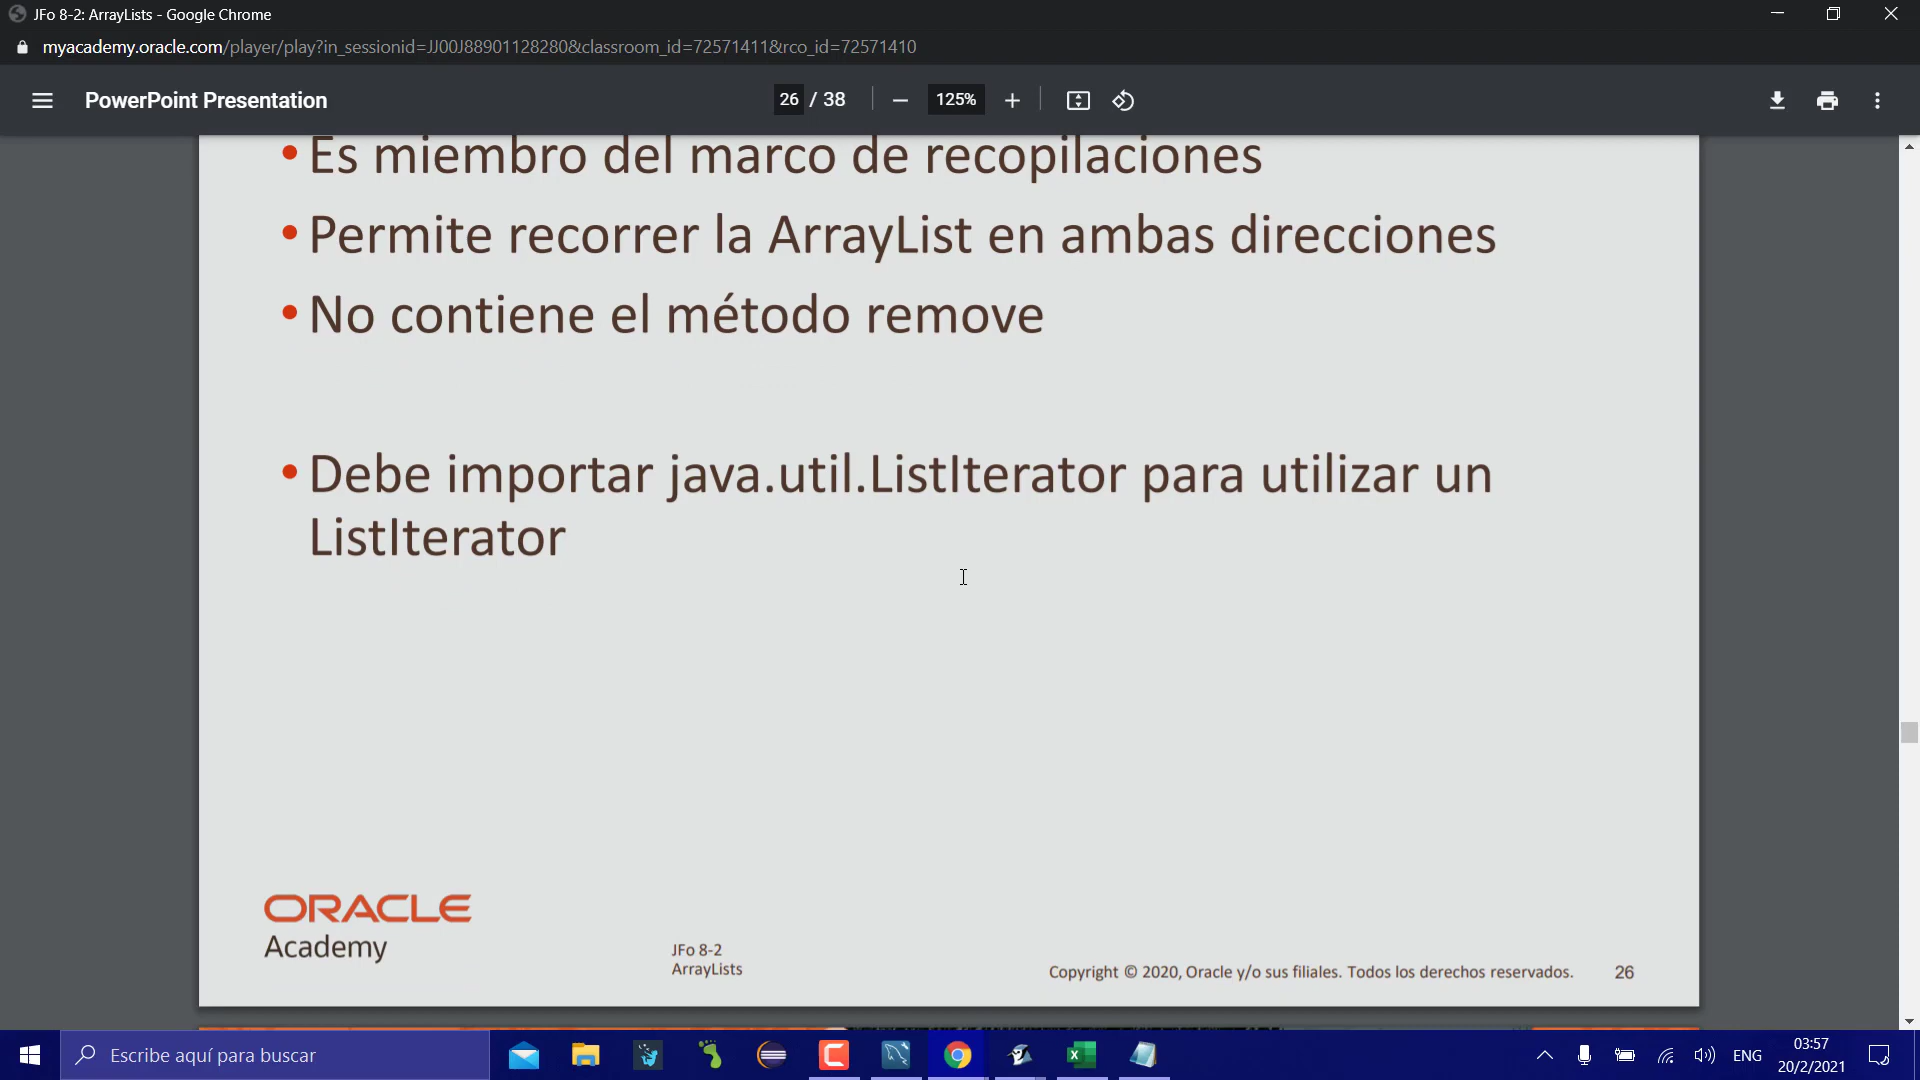 JFo 8-2: ArrayLists - Google Chrome
myacademy.oracle.com/player/play?in_sessionid=JJ00J88901128280&classroom_id=72571411&rco_id=72571410
PowerPoint Presentation
26 / 38
125%
• Es miembro del marco de recopilaciones
• Permite recorrer la ArrayList en ambas direcciones
• No contiene el método remove
• Debe importar java.util.ListIterator para utilizar un
ListIterator
ORACLE
Academy
JFo 8-2
ArrayLists
Copyright © 2020, Oracle y/o sus filiales. Todos los derechos reservados.
26
Escribe aquí para buscar
ENG
03:57
20/2/2021